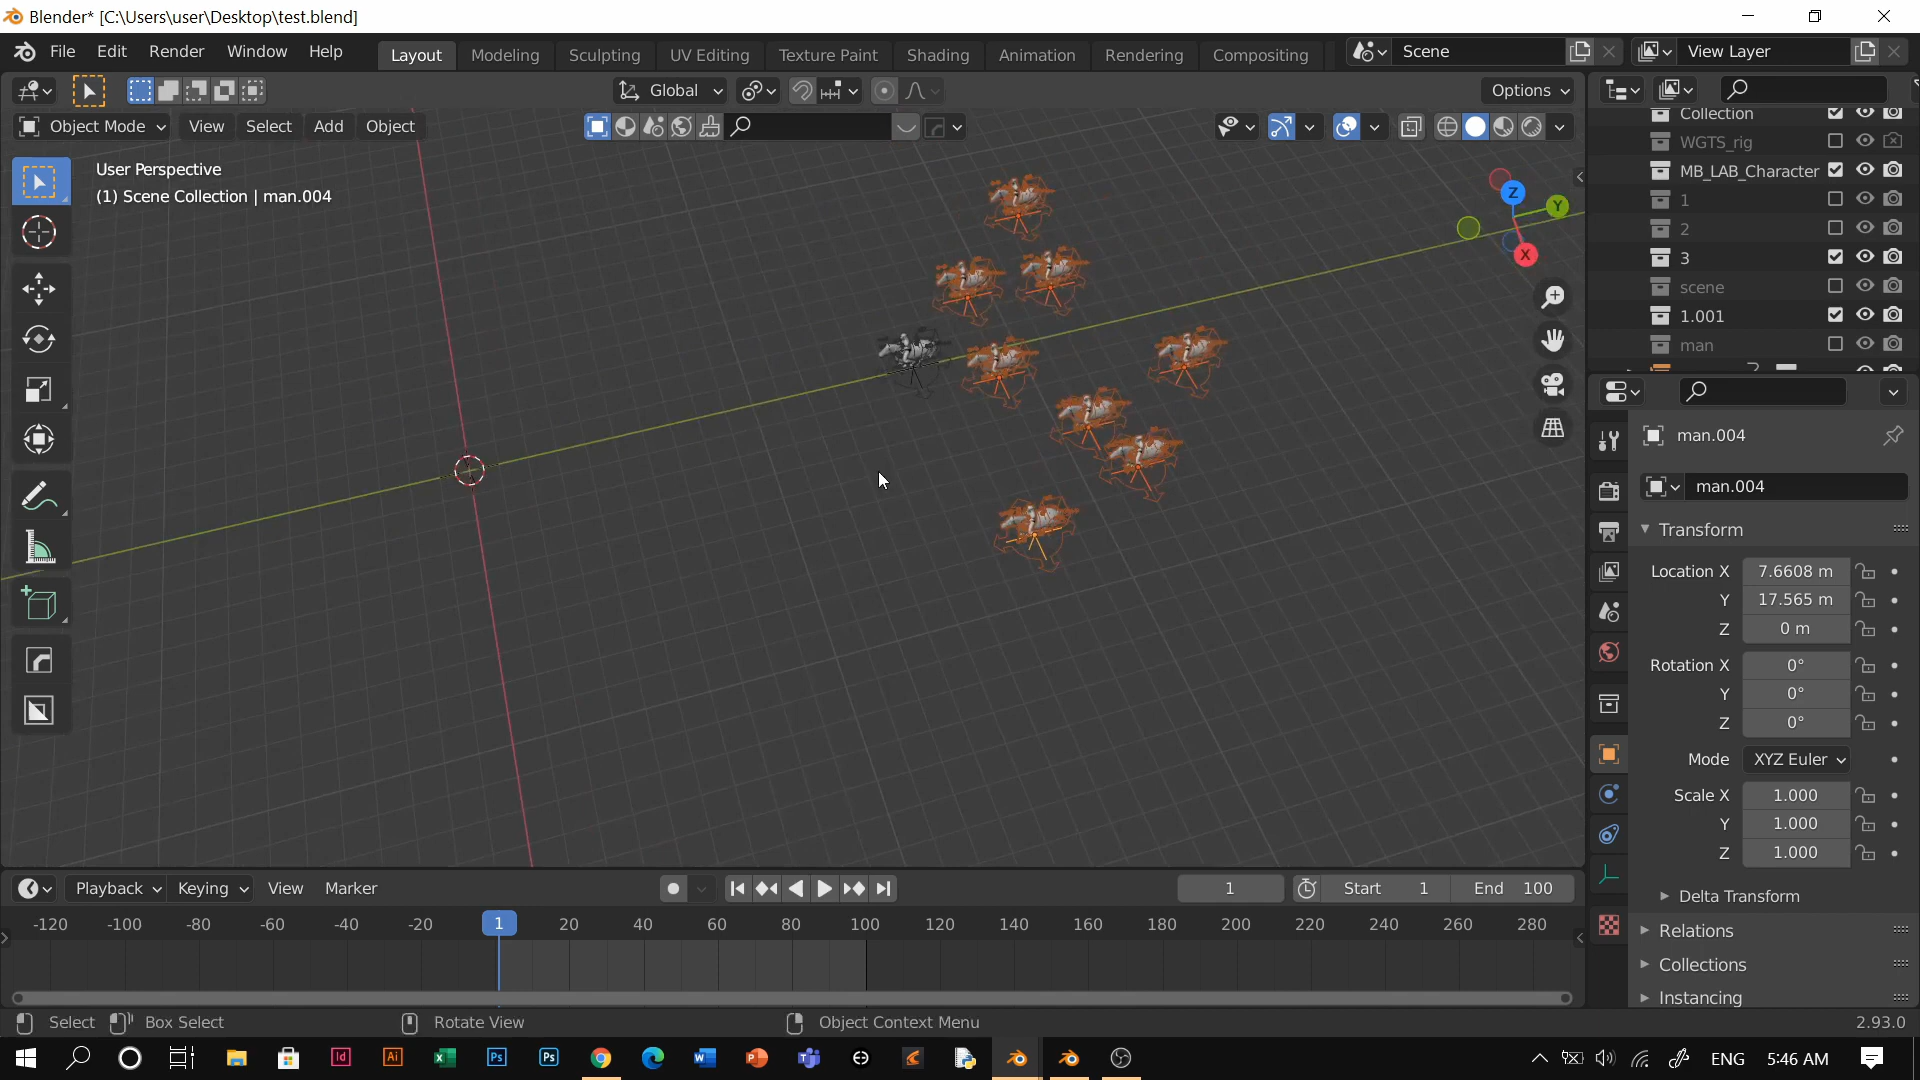 Blender* [C:\Users\user\Desktop\test.blend]
File Edit Render Window Help Layout Modeling Sculpting UV Editing Texture Paint Shading Animation Rendering Compositing Scene View Layer
Global Options
Object Mode View Select Add Object
User Perspective
(1) Scene Collection | man.004
Z
Y
X
Collection
WGTS_rig
MB_LAB_Character
1
2
3
scene
1.001
man
man.004
man.004
Transform
Location X 7.6608 m
Y 17.565 m
Z 0 m
Rotation X 0°
Y 0°
Z 0°
Mode XYZ Euler
Scale X 1.000
Y 1.000
Z 1.000
Delta Transform
Relations
Collections
Instancing
Playback Keying View Marker 1 Start 1 End 100
-120 -100 -80 -60 -40 -20 1 20 40 60 80 100 120 140 160 180 200 220 240 260 280
Select Box Select Rotate View Object Context Menu 2.93.0
Id Ai Ps Ps ENG 5:46 AM